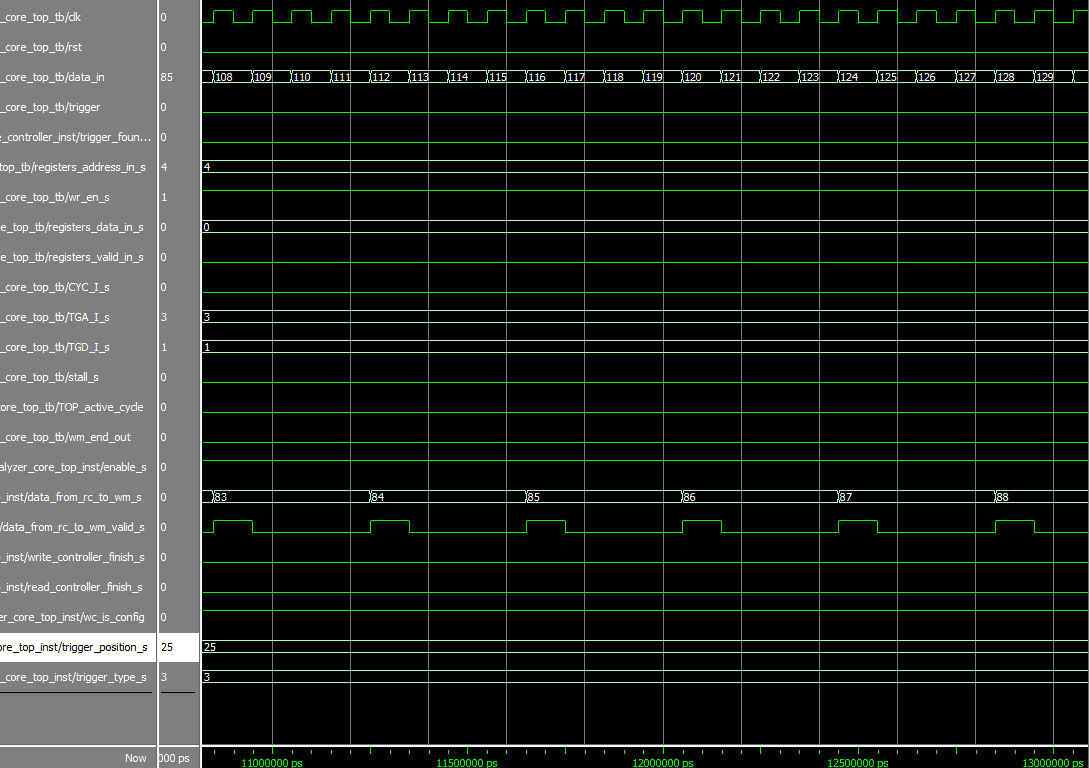 _core_top_tb/clk 0
_core_top_tb/rst 0
_core_top_tb/data_in 85 108 109 110 111 112 113 114 115 116 117 118 119 120 121 122 123 124 125 126 127 128 129
_core_top_tb/trigger 0
_controller_inst/trigger_foun... 0
top_tb/registers_address_in_s 4 4
_core_top_tb/wr_en_s 1
e_top_tb/registers_data_in_s 0 0
e_top_tb/registers_valid_in_s 0
_core_top_tb/CYC_I_s 0
_core_top_tb/TGA_I_s 3 3
_core_top_tb/TGD_I_s 1 1
_core_top_tb/stall_s 0
core_top_tb/TOP_active_cycle 0
_core_top_tb/wm_end_out 0
alyzer_core_top_inst/enable_s 0
_inst/data_from_rc_to_wm_s 0 83 84 85 86 87 88
/data_from_rc_to_wm_valid_s 0
_inst/write_controller_finish_s 0
p_inst/read_controller_finish_s 0
er_core_top_inst/wc_is_config 0
ore_top_inst/trigger_position_s 25 25
_core_top_inst/trigger_type_s 3 3
Now 000 ps 11000000 ps 11500000 ps 12000000 ps 12500000 ps 13000000 ps